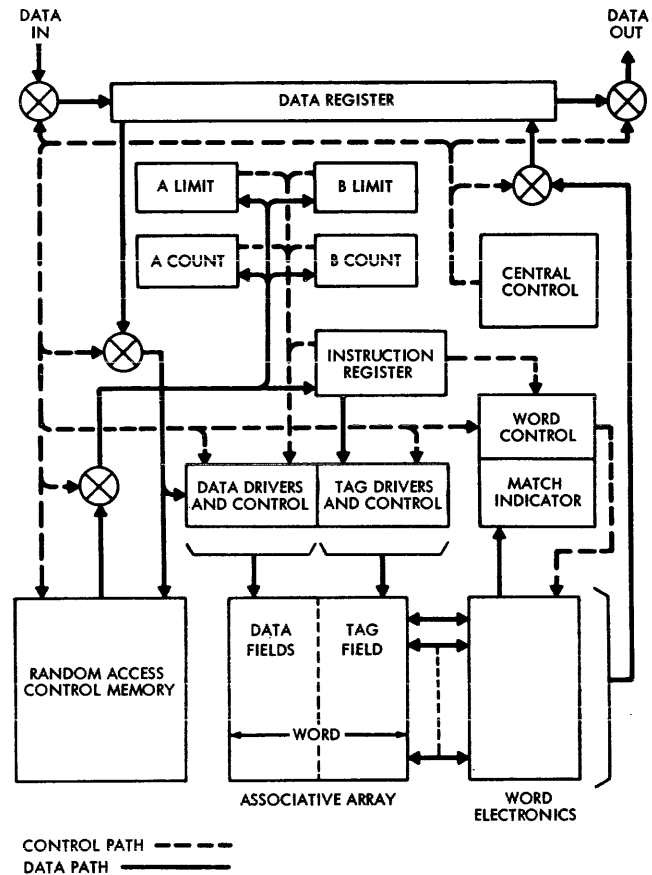 DATA
IN
DATA
OUT
DATA REGISTER
A LIMIT
B LIMIT
A COUNT
B COUNT
CENTRAL
CONTROL
INSTRUCTION
REGISTER
WORD
CONTROL
MATCH
INDICATOR
DATA DRIVERS
AND CONTROL
TAG DRIVERS
AND CONTROL
RANDOM ACCESS
CONTROL MEMORY
DATA
FIELDS
TAG
FIELD
WORD
ASSOCIATIVE ARRAY
WORD
ELECTRONICS
CONTROL PATH
DATA PATH